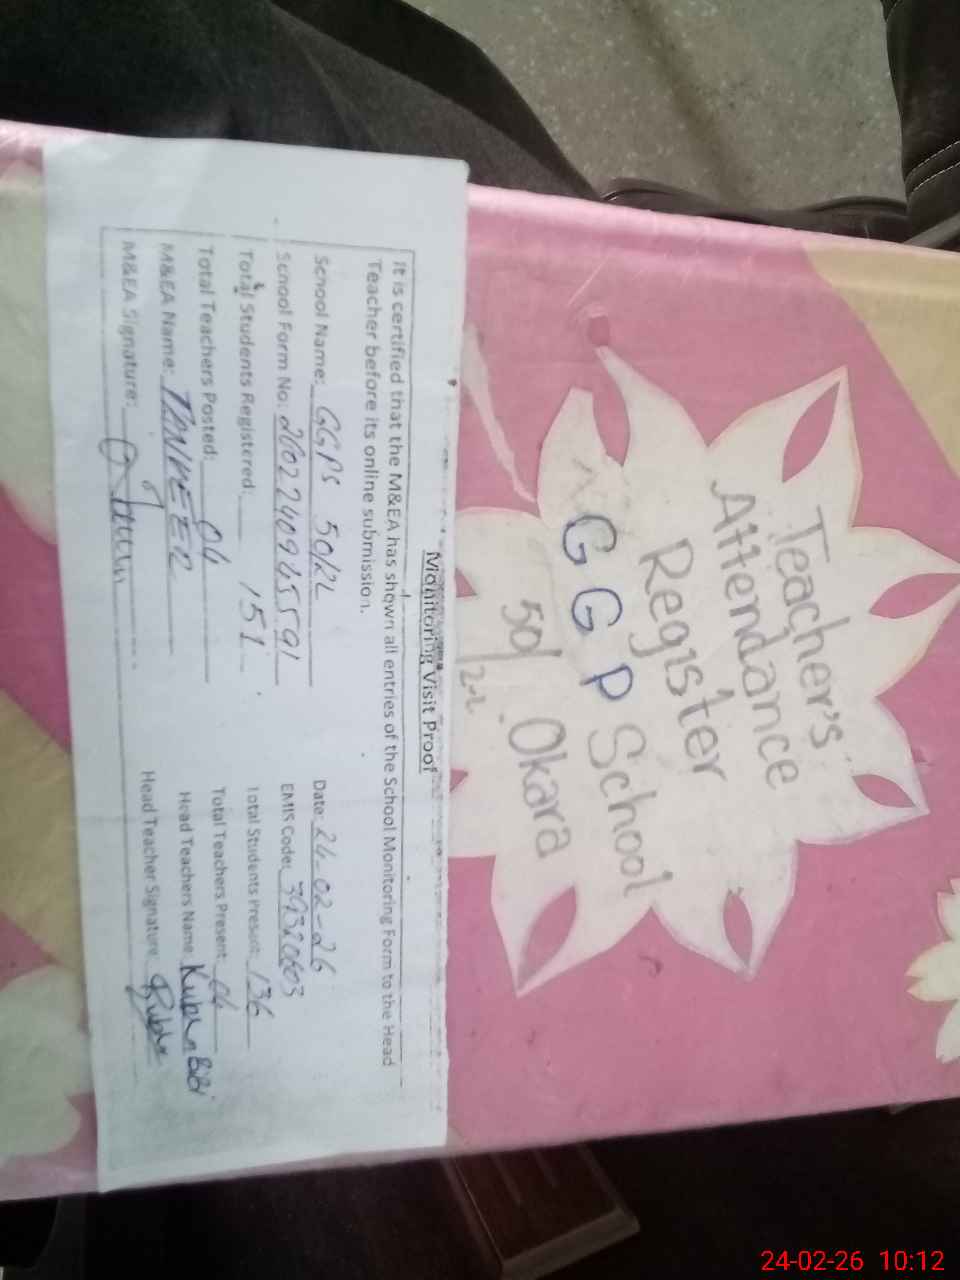 Teacher's
Attendance
Register
G G P School
50/2-L Okara
Monitoring Visit Proof
It is certified that the M&EA has shown all entries of the School Monitoring Form to the Head
Teacher before its online submission.
School Name: GGPS 50/2L Date: 24-02-26
School Form No: EMIS Code:
Total Students Registered: 151 Total Students Present: 136
Total Teachers Posted: 04 Total Teachers Present: 04
M&EA Name: Head Teachers Name: Kubra Bibi
M&EA Signature: Head Teacher Signature: Kubra
24-02-26 10:12